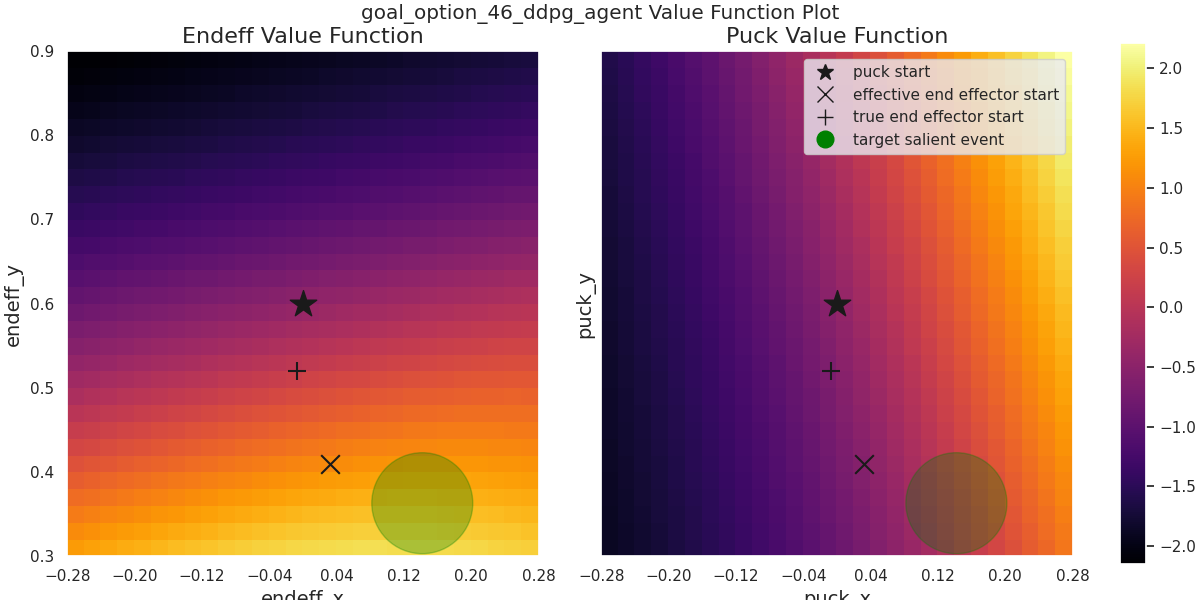 goal_option_46_ddpg_agent Value Function Plot
Endeff Value Function
Puck Value Function
endeff_y
0.9
0.8
0.7
0.6
0.5
0.4
0.3
−0.28 −0.20 −0.12 −0.04 0.04 0.12 0.20 0.28
endeff_x
puck_y
puck start
effective end effector start
true end effector start
target salient event
−0.28 −0.20 −0.12 −0.04 0.04 0.12 0.20 0.28
puck_x
2.0
1.5
1.0
0.5
0.0
−0.5
−1.0
−1.5
−2.0